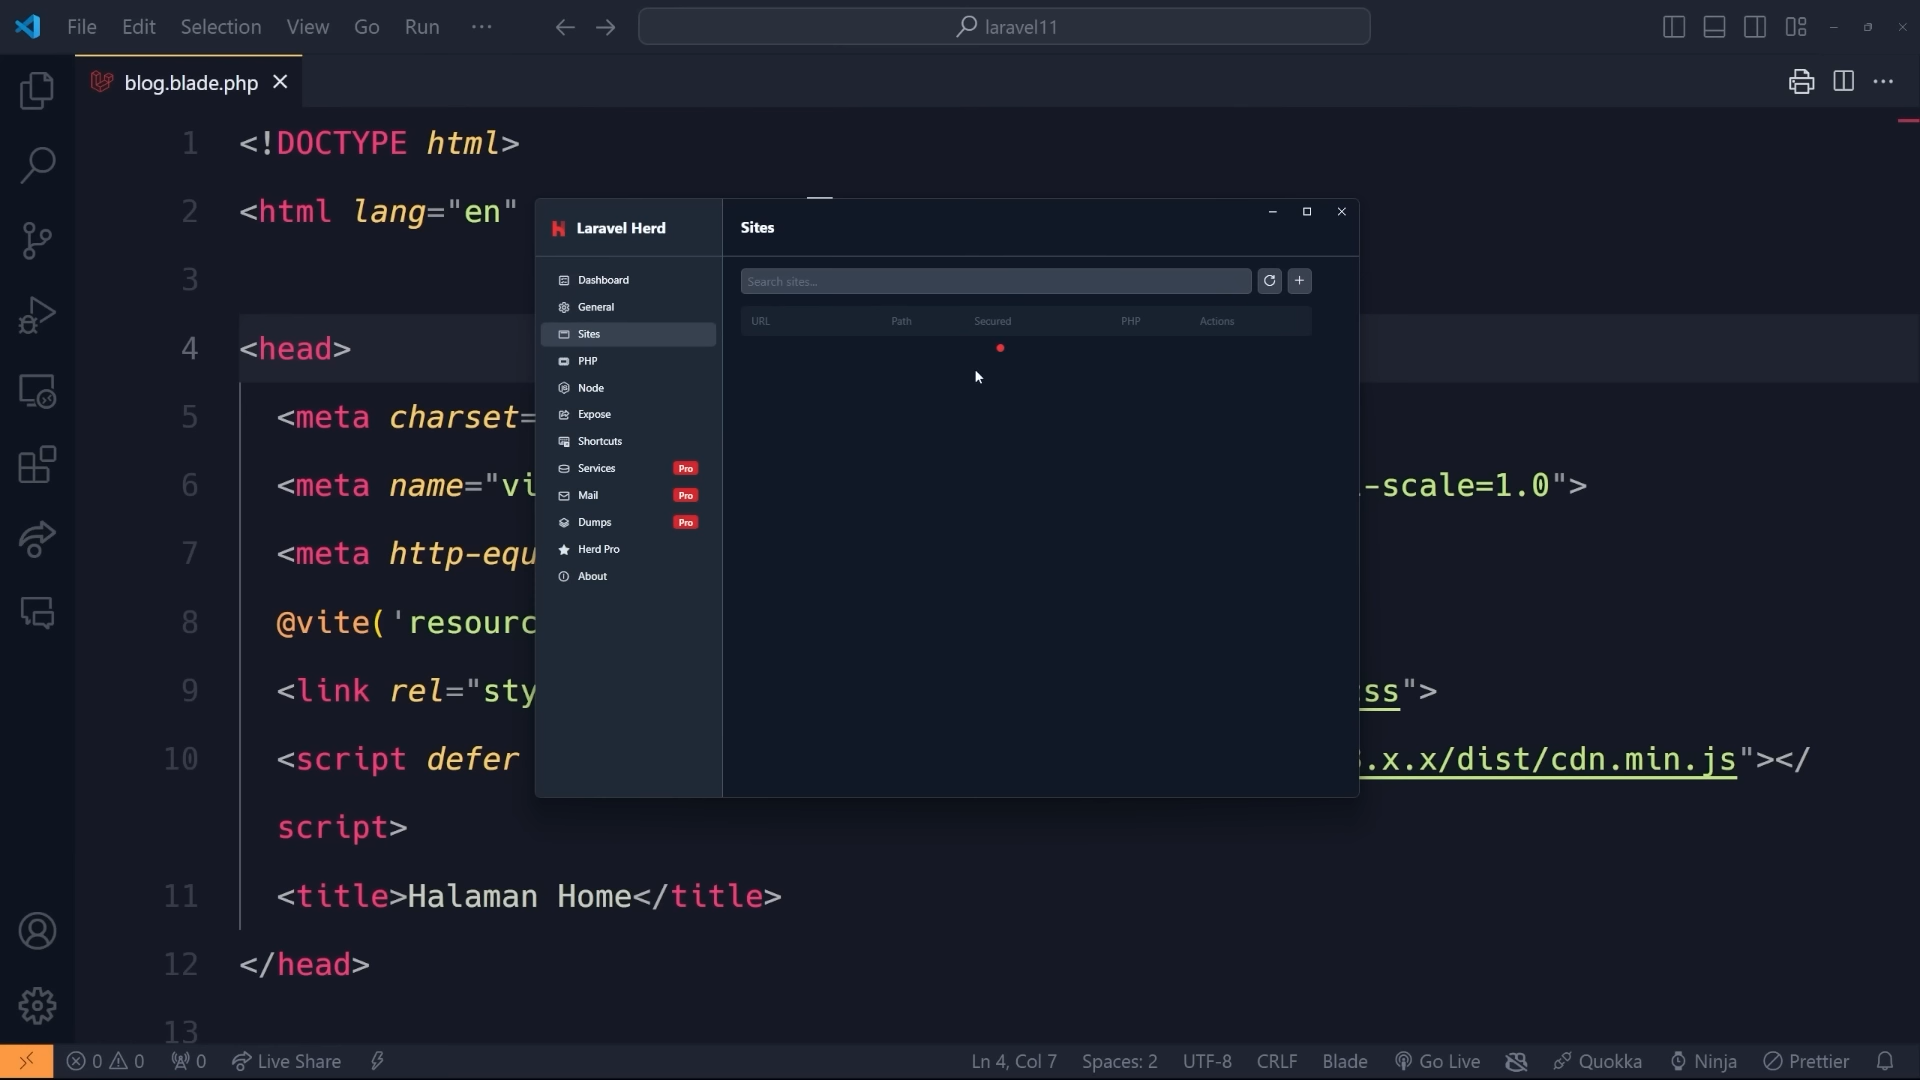 File Edit Selection View Go Run ···
laravel11
blog.blade.php
1 <!DOCTYPE html>
2 <html lang="en"
3
4 <head>
5 <meta charset=
6 <meta name="vi -scale=1.0">
7 <meta http-equ
8 @vite('resourc
9 <link rel="sty ss">
10 <script defer .x.x/dist/cdn.min.js"></
script>
11 <title>Halaman Home</title>
12 </head>
13
Laravel Herd
Dashboard
General
Sites
PHP
Node
Expose
Shortcuts
Services Pro
Mail Pro
Dumps Pro
Herd Pro
About
Sites
Search sites...
URL Path Secured PHP Actions
0 0 0 Live Share Ln 4, Col 7 Spaces: 2 UTF-8 CRLF Blade Go Live Quokka Ninja Prettier